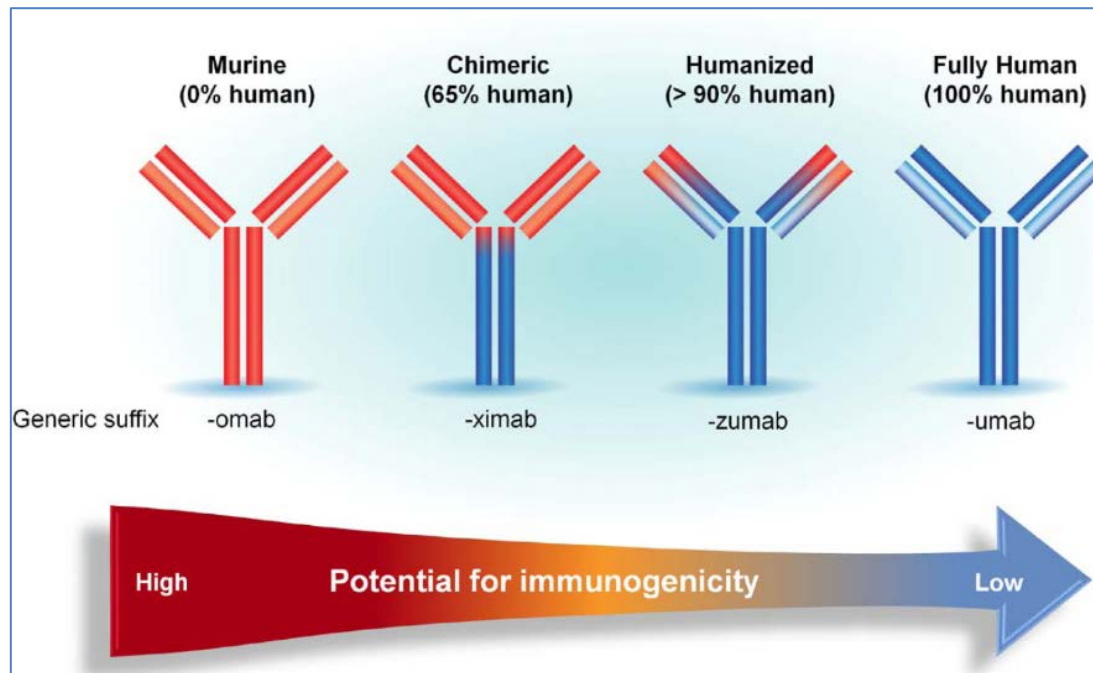 Murine
(0% human)
Chimeric
(65% human)
Humanized
(> 90% human)
Fully Human
(100% human)
Generic suffix
-omab
-ximab
-zumab
-umab
High
Potential for immunogenicity
Low